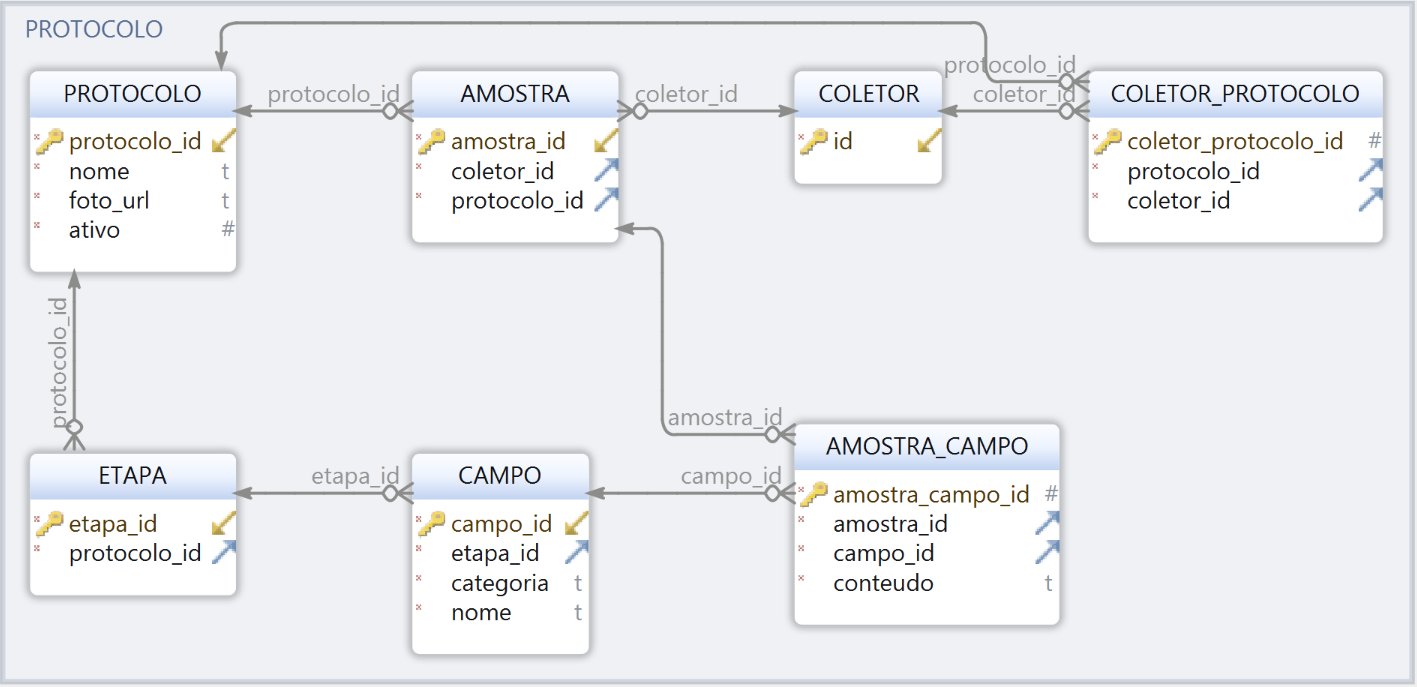 PROTOCOLO
PROTOCOLO
protocolo_id
nome t
foto_url t
ativo #
protocolo_id
AMOSTRA
amostra_id
coletor_id
protocolo_id
coletor_id
COLETOR
id
protocolo_id
coletor_id
COLETOR_PROTOCOLO
coletor_protocolo_id #
protocolo_id
coletor_id
protocolo_id
ETAPA
etapa_id
protocolo_id
etapa_id
CAMPO
campo_id
etapa_id
categoria t
nome t
amostra_id
campo_id
AMOSTRA_CAMPO
amostra_campo_id #
amostra_id
campo_id
conteudo t